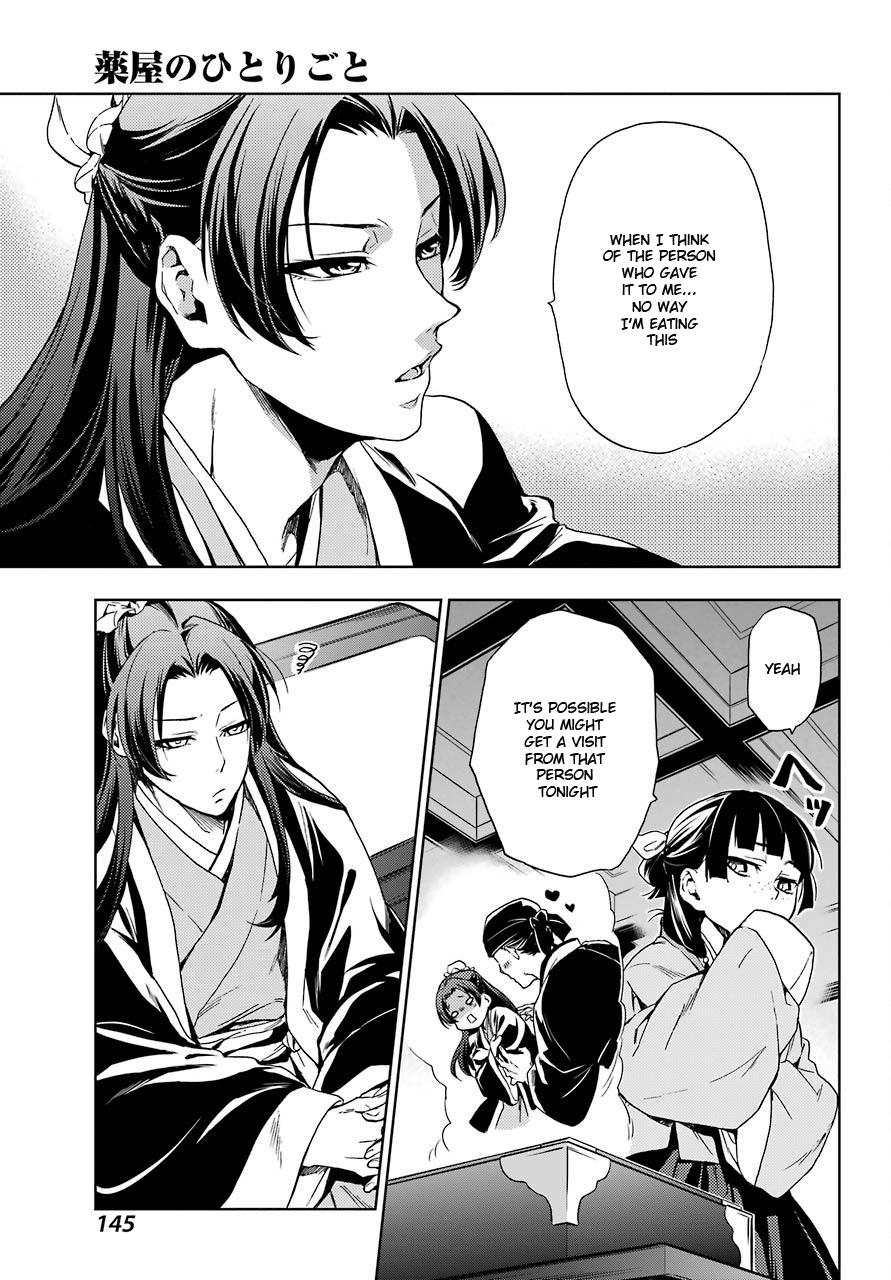 薬屋のひとりごと
WHEN I THINK
OF THE PERSON
WHO GAVE
IT TO ME...
NO WAY
I'M EATING
THIS
YEAH
IT'S POSSIBLE
YOU MIGHT
GET A VISIT
FROM THAT
PERSON
TONIGHT
ヘッ
145